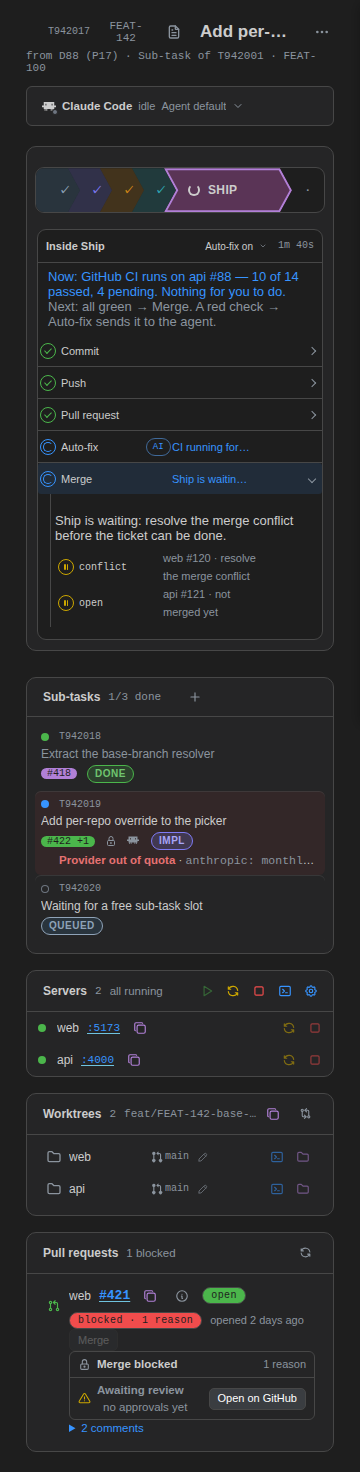 T942017 FEAT-142 Add per-…
from D88 (P17) · Sub-task of T942001 · FEAT-100
Claude Code idle Agent default
SHIP
Inside Ship Auto-fix on 1m 40s
Now: GitHub CI runs on api #88 — 10 of 14
passed, 4 pending. Nothing for you to do.
Next: all green → Merge. A red check →
Auto-fix sends it to the agent.
Commit
Push
Pull request
Auto-fix AI CI running for…
Merge Ship is waitin…
Ship is waiting: resolve the merge conflict
before the ticket can be done.
conflict web #120 · resolve
the merge conflict
open api #121 · not
merged yet
Sub-tasks 1/3 done
T942018
Extract the base-branch resolver
#418 DONE
T942019
Add per-repo override to the picker
#422 +1 IMPL
Provider out of quota · anthropic: monthl…
T942020
Waiting for a free sub-task slot
QUEUED
Servers 2 all running
web :5173
api :4000
Worktrees 2 feat/FEAT-142-base-…
web main
api main
Pull requests 1 blocked
web #421 open
blocked · 1 reason opened 2 days ago
Merge
Merge blocked 1 reason
Awaiting review
no approvals yet
Open on GitHub
2 comments